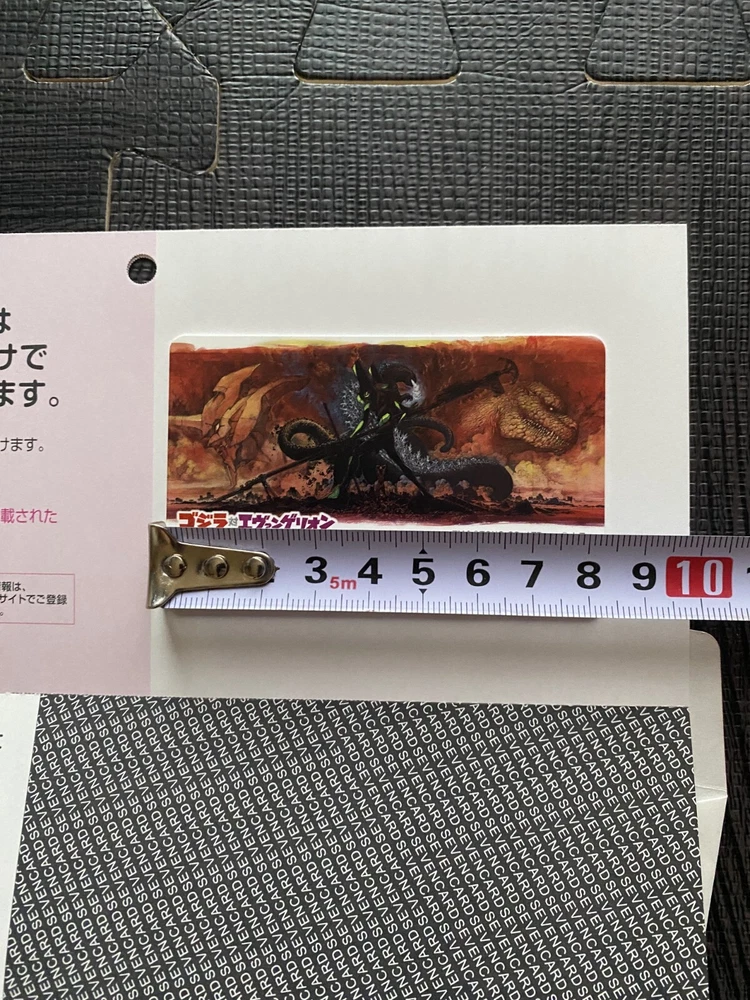 は
けで
ます。
けます。
載された
ゴジラ対エヴァンゲリオン
3 5m 4 5 6 7 8 9 10
報は、
サイトでご登録
SEVENCARDSEVENCARDSEVENCARDSEVENCARD